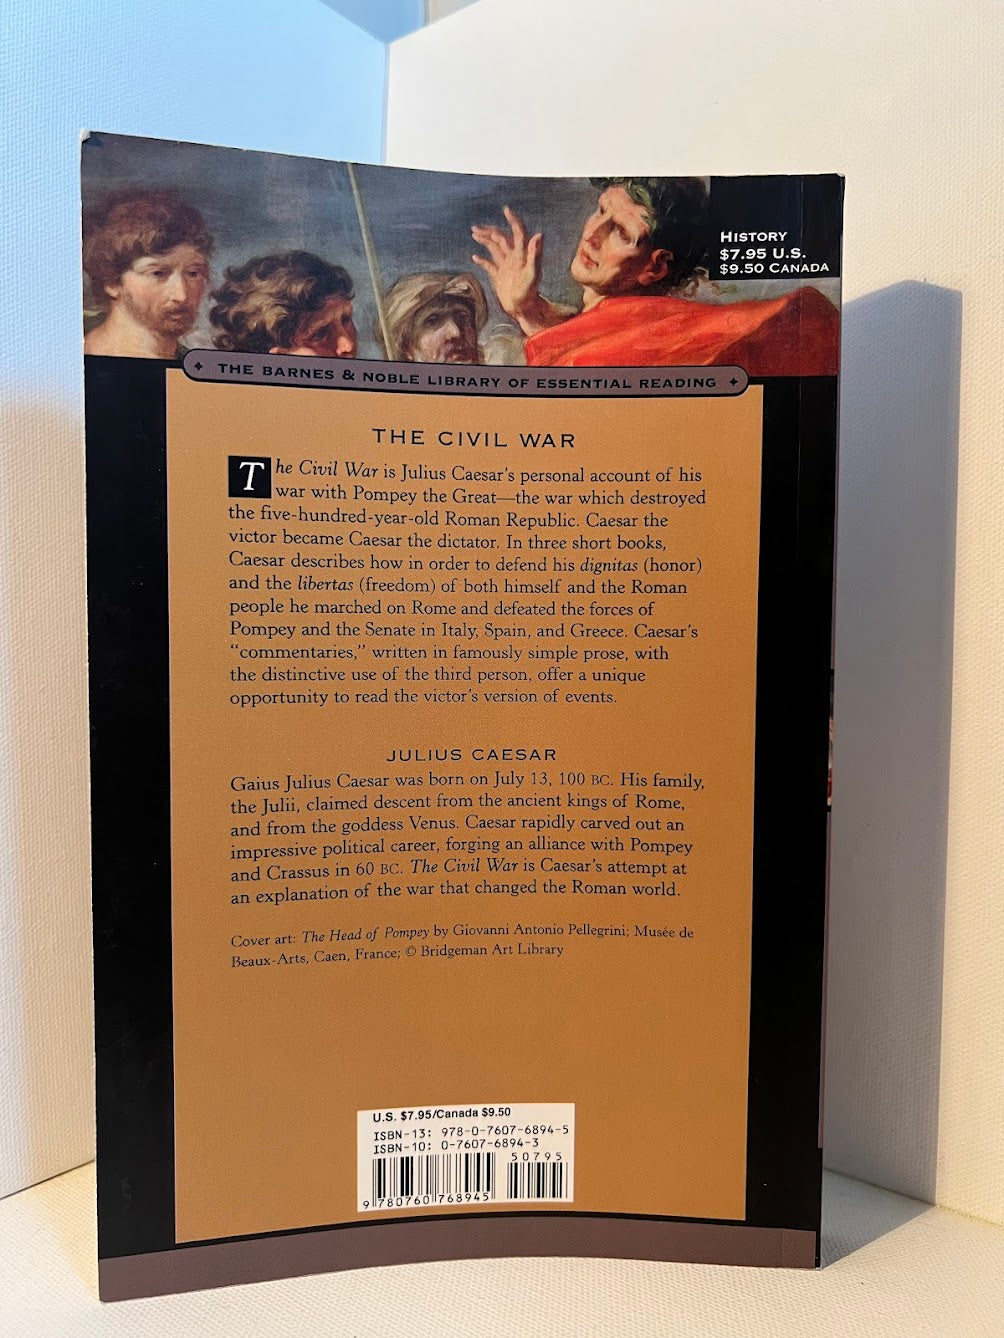 HISTORY
$7.95 U.S.
$9.50 CANADA
THE BARNES & NOBLE LIBRARY OF ESSENTIAL READING
THE CIVIL WAR
The Civil War is Julius Caesar's personal account of his
war with Pompey the Great—the war which destroyed
the five-hundred-year-old Roman Republic. Caesar the
victor became Caesar the dictator. In three short books,
Caesar describes how in order to defend his dignitas (honor)
and the libertas (freedom) of both himself and the Roman
people he marched on Rome and defeated the forces of
Pompey and the Senate in Italy, Spain, and Greece. Caesar's
“commentaries,” written in famously simple prose, with
the distinctive use of the third person, offer a unique
opportunity to read the victor's version of events.
JULIUS CAESAR
Gaius Julius Caesar was born on July 13, 100 BC. His family,
the Julii, claimed descent from the ancient kings of Rome,
and from the goddess Venus. Caesar rapidly carved out an
impressive political career, forging an alliance with Pompey
and Crassus in 60 BC. The Civil War is Caesar's attempt at
an explanation of the war that changed the Roman world.
Cover art: The Head of Pompey by Giovanni Antonio Pellegrini; Musée de
Beaux-Arts, Caen, France; © Bridgeman Art Library
U.S. $7.95/Canada $9.50
ISBN-13: 978-0-7607-6894-5
ISBN-10: 0-7607-6894-3
50795
9 780760 768945